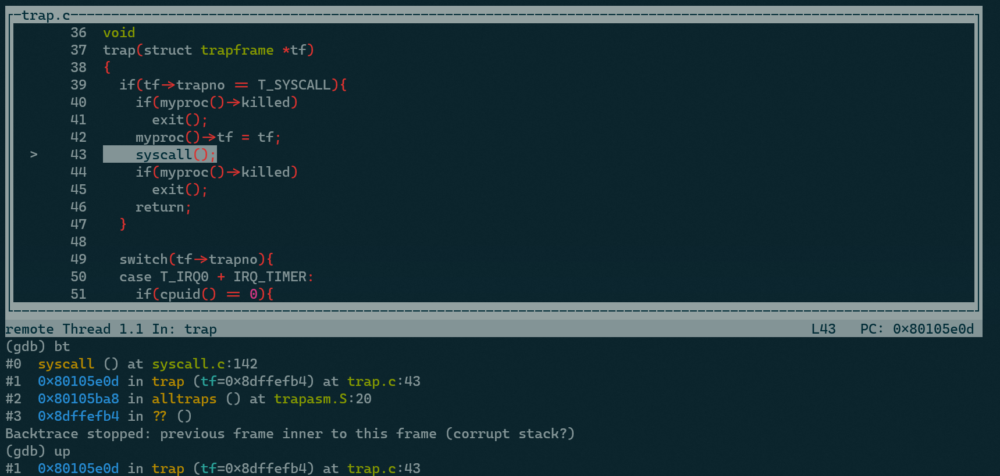 trap.c
36 void
37 trap(struct trapframe *tf)
38 {
39 if(tf->trapno == T_SYSCALL){
40 if(myproc()->killed)
41 exit();
42 myproc()->tf = tf;
> 43 syscall();
44 if(myproc()->killed)
45 exit();
46 return;
47 }
48
49 switch(tf->trapno){
50 case T_IRQ0 + IRQ_TIMER:
51 if(cpuid() == 0){
remote Thread 1.1 In: trap L43 PC: 0x80105e0d
(gdb) bt
#0 syscall () at syscall.c:142
#1 0x80105e0d in trap (tf=0x8dffefb4) at trap.c:43
#2 0x80105ba8 in alltraps () at trapasm.S:20
#3 0x8dffefb4 in ?? ()
Backtrace stopped: previous frame inner to this frame (corrupt stack?)
(gdb) up
#1 0x80105e0d in trap (tf=0x8dffefb4) at trap.c:43